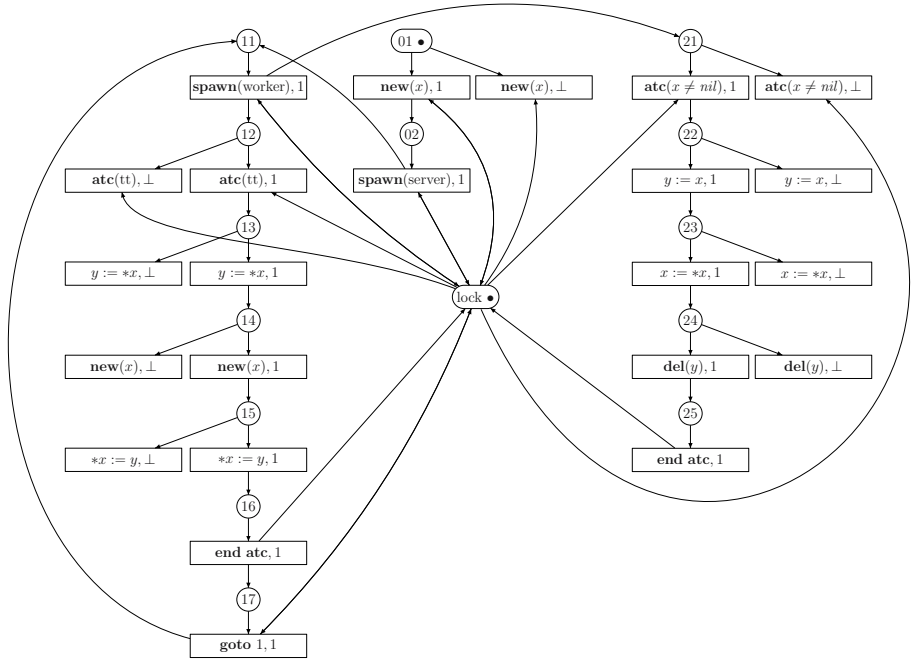 11
01 ●
21
spawn(worker), 1
new(x), 1
new(x), ⊥
atc(x ≠ nil), 1
atc(x ≠ nil), ⊥
12
02
22
atc(tt), ⊥
atc(tt), 1
spawn(server), 1
y := x, 1
y := x, ⊥
13
23
y := ∗x, ⊥
y := ∗x, 1
x := ∗x, 1
x := ∗x, ⊥
lock ●
14
24
new(x), ⊥
new(x), 1
del(y), 1
del(y), ⊥
15
25
∗x := y, ⊥
∗x := y, 1
end atc, 1
16
end atc, 1
17
goto 1, 1